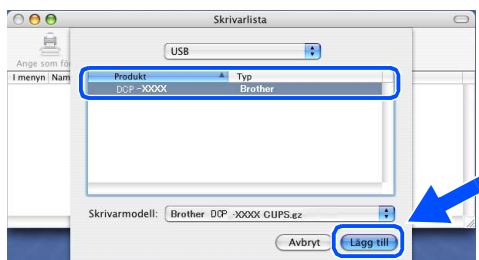 Skrivarlista
USB
Ange som fö
I menyn Nam
Produkt Typ
DCP-XXXX Brother
Skrivarmodell: Brother DCP -XXXX CUPS.gz
Avbryt Lägg till